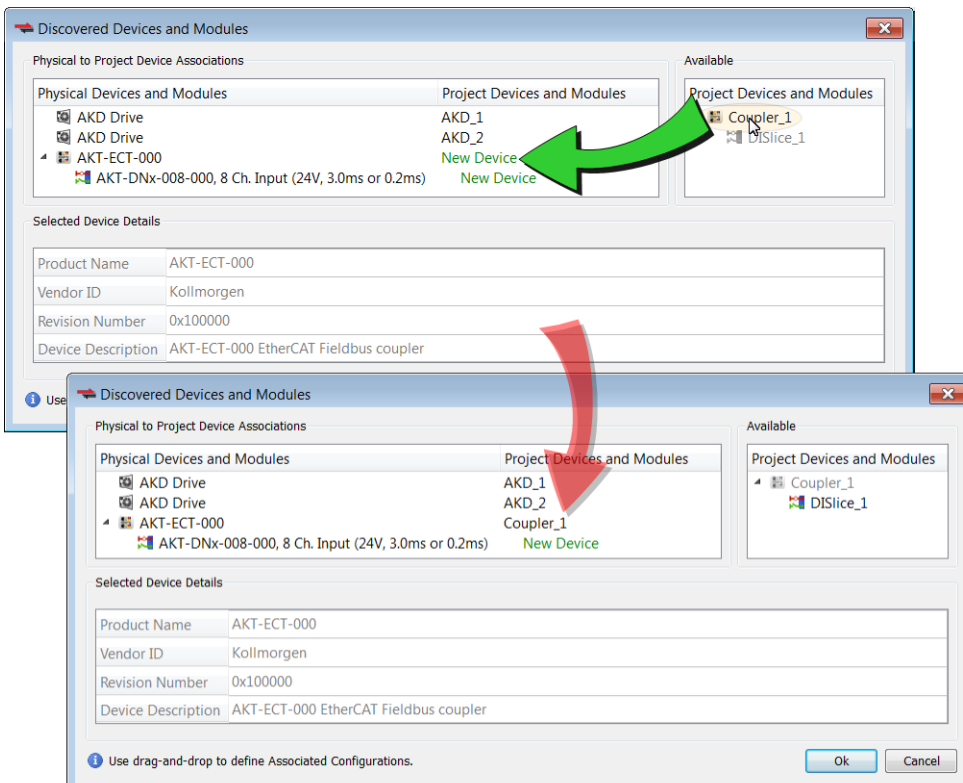 Discovered Devices and Modules
Physical to Project Device Associations
Available
Physical Devices and Modules Project Devices and Modules
Project Devices and Modules
AKD Drive AKD_1
Coupler_1
AKD Drive AKD_2
DISlice_1
AKT-ECT-000 New Device
AKT-DNx-008-000, 8 Ch. Input (24V, 3.0ms or 0.2ms) New Device
Selected Device Details
Product Name AKT-ECT-000
Vendor ID Kollmorgen
Revision Number 0x100000
Device Description AKT-ECT-000 EtherCAT Fieldbus coupler
Use
Discovered Devices and Modules
Physical to Project Device Associations
Available
Physical Devices and Modules Project Devices and Modules
Project Devices and Modules
AKD Drive AKD_1
Coupler_1
AKD Drive AKD_2
DISlice_1
AKT-ECT-000 Coupler_1
AKT-DNx-008-000, 8 Ch. Input (24V, 3.0ms or 0.2ms) New Device
Selected Device Details
Product Name AKT-ECT-000
Vendor ID Kollmorgen
Revision Number 0x100000
Device Description AKT-ECT-000 EtherCAT Fieldbus coupler
Use drag-and-drop to define Associated Configurations.
Ok Cancel